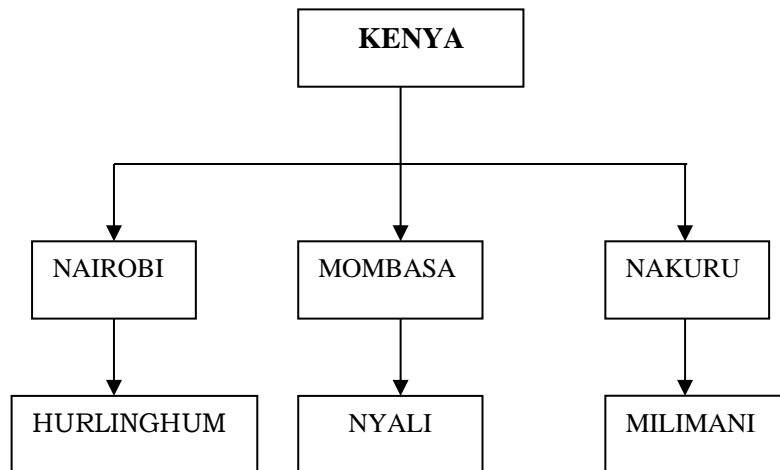 KENYA
NAIROBI
MOMBASA
NAKURU
HURLINGHUM
NYALI
MILIMANI